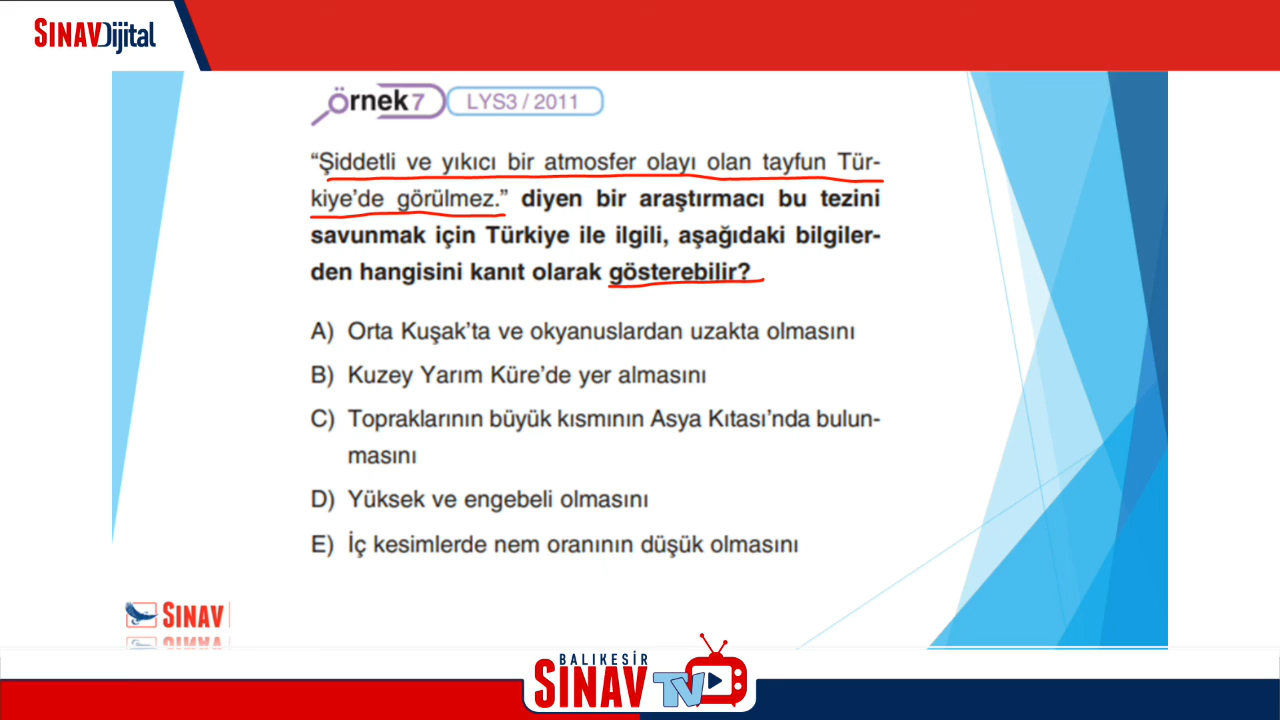 SINAVDijital
örnek 7 LYS3 / 2011
“Şiddetli ve yıkıcı bir atmosfer olayı olan tayfun Tür-
kiye’de görülmez.” diyen bir araştırmacı bu tezini
savunmak için Türkiye ile ilgili, aşağıdaki bilgiler-
den hangisini kanıt olarak gösterebilir?
A) Orta Kuşak’ta ve okyanuslardan uzakta olmasını
B) Kuzey Yarım Küre’de yer almasını
C) Topraklarının büyük kısmının Asya Kıtası’nda bulun-
masını
D) Yüksek ve engebeli olmasını
E) İç kesimlerde nem oranının düşük olmasını
SINAV
BALIKESİR
SINAV TV